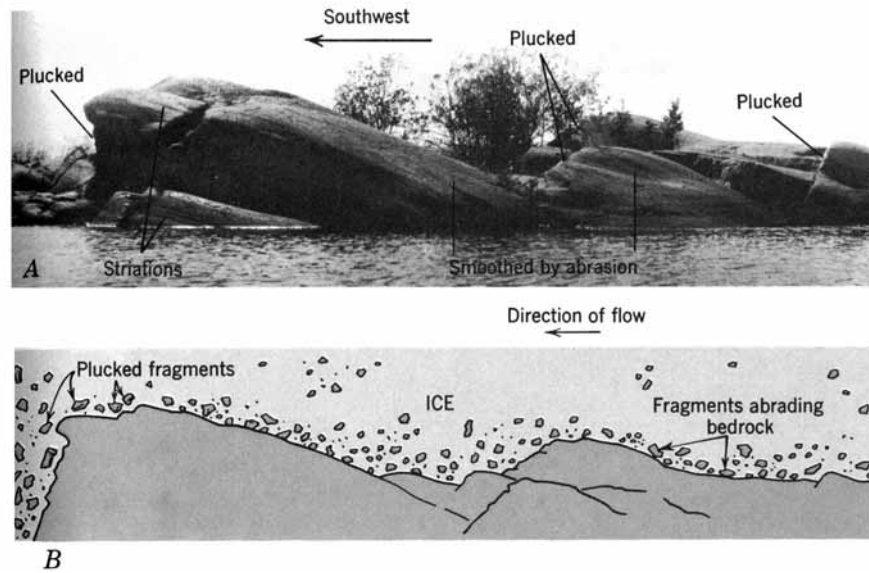 Southwest
Plucked
Plucked
Plucked
Striations
Smoothed by abrasion
A
Direction of flow
Plucked fragments
ICE
Fragments abrading
bedrock
B